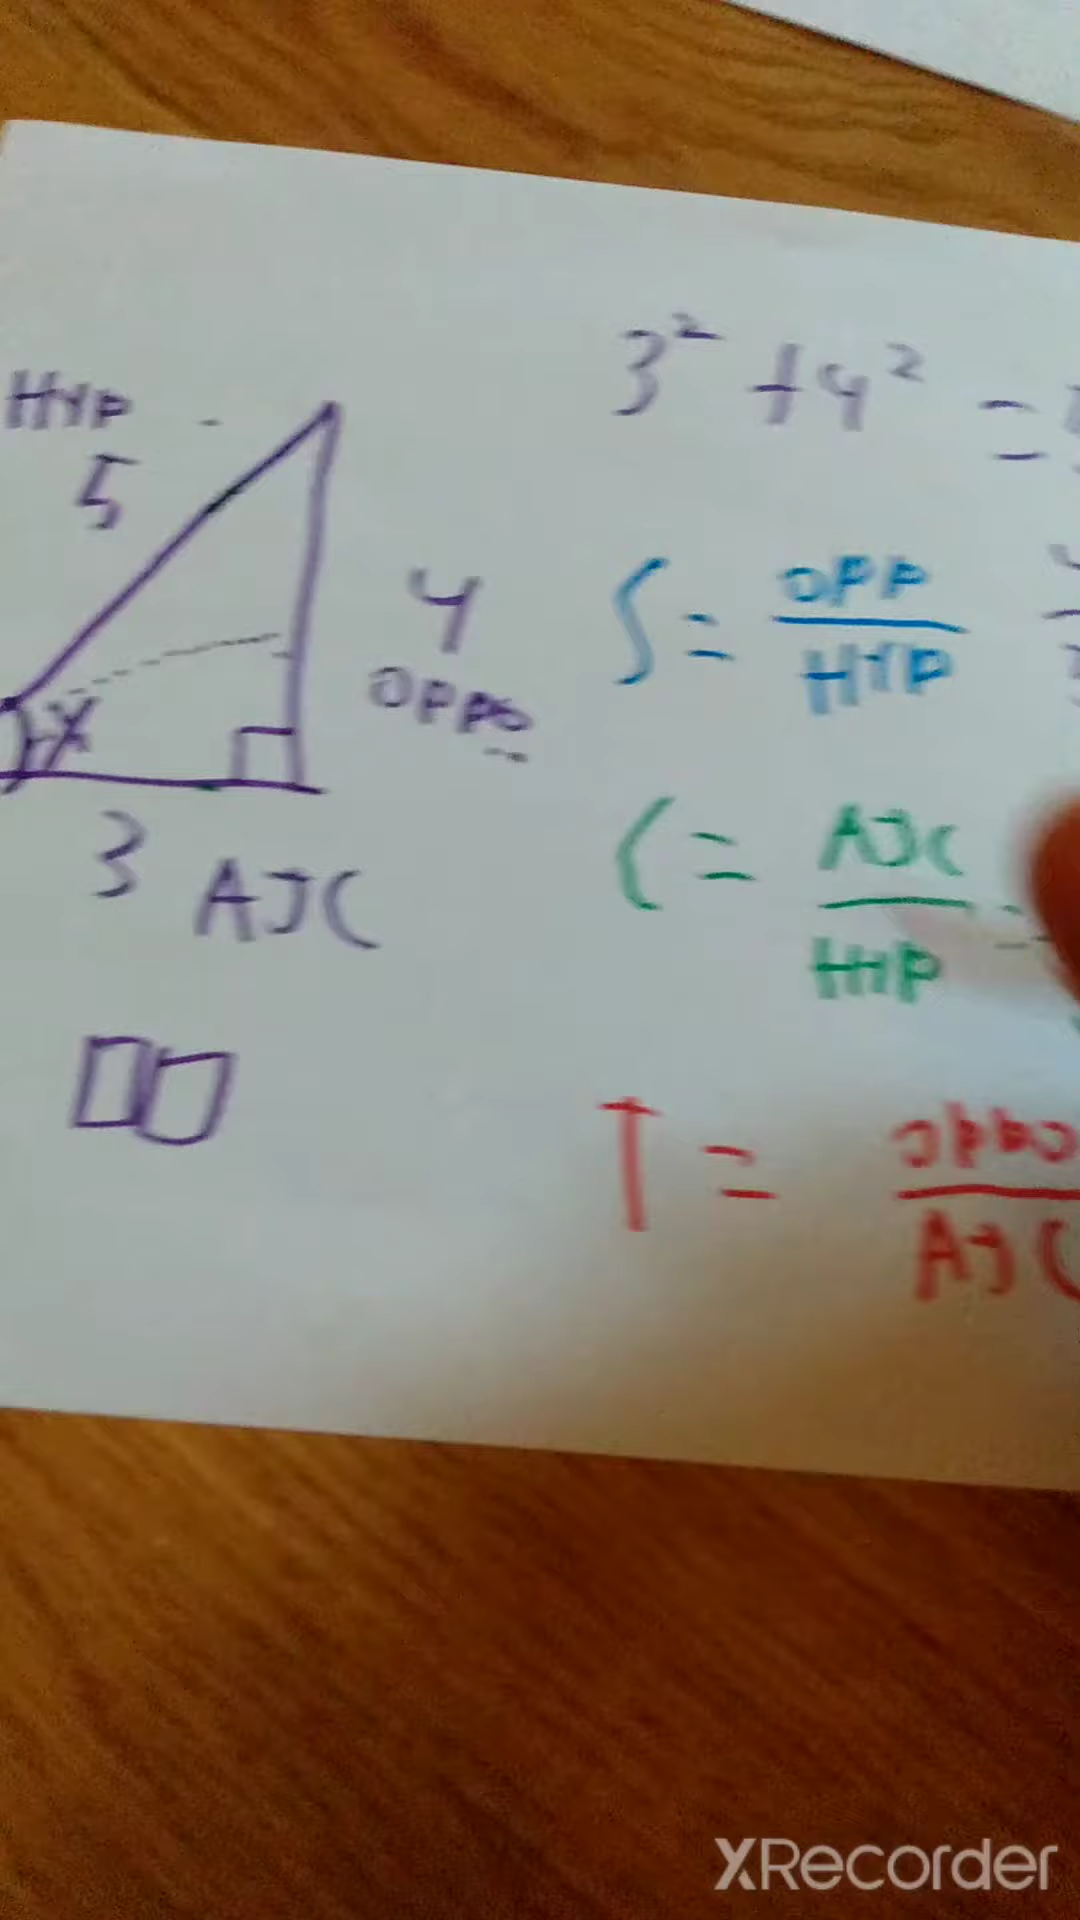 3² + 4² =
HYP
5
4
OPPO
X
3 AJC
S = OPP / HYP
C = AJC / HYP =
T = OPPO / AJC
XRecorder